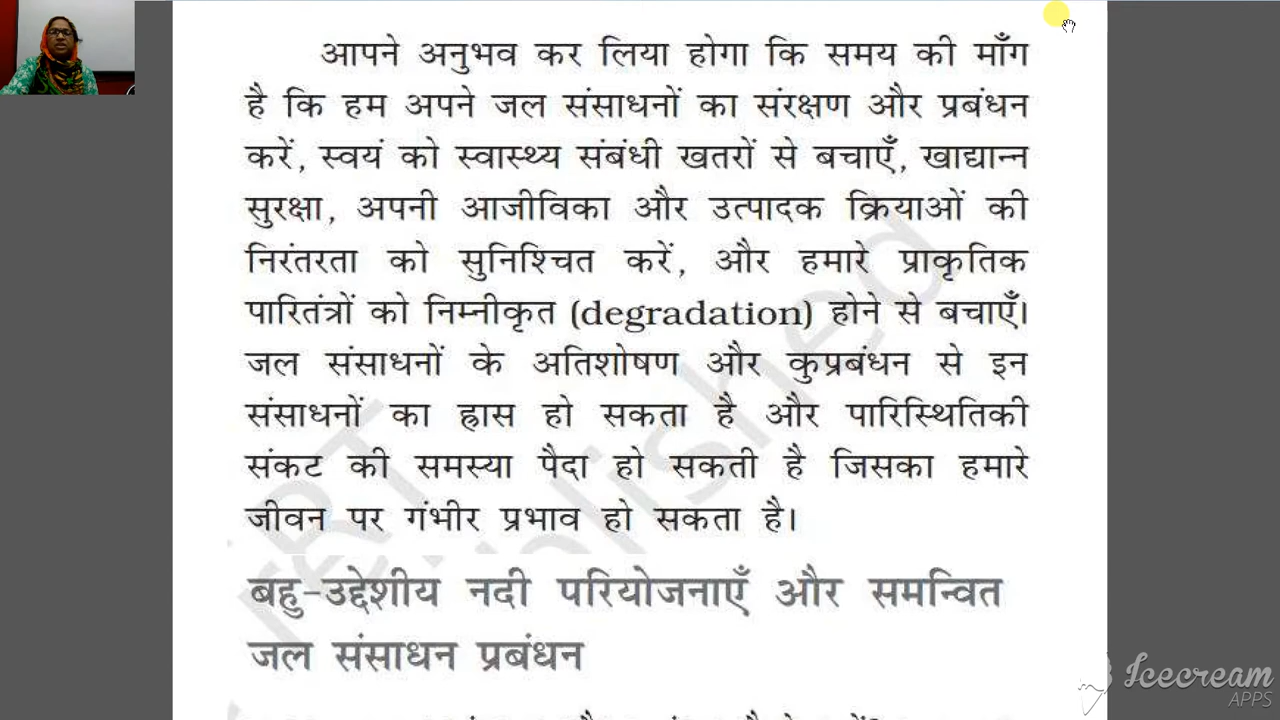 आपने अनुभव कर लिया होगा कि समय की माँग
है कि हम अपने जल संसाधनों का संरक्षण और प्रबंधन
करें, स्वयं को स्वास्थ्य संबंधी खतरों से बचाएँ, खाद्यान्न
सुरक्षा, अपनी आजीविका और उत्पादक क्रियाओं की
निरंतरता को सुनिश्चित करें, और हमारे प्राकृतिक
पारितंत्रों को निम्नीकृत (degradation) होने से बचाएँ।
जल संसाधनों के अतिशोषण और कुप्रबंधन से इन
संसाधनों का ह्रास हो सकता है और पारिस्थितिकी
संकट की समस्या पैदा हो सकती है जिसका हमारे
जीवन पर गंभीर प्रभाव हो सकता है।
बहु-उद्देशीय नदी परियोजनाएँ और समन्वित
जल संसाधन प्रबंधन
Icecream
APPS